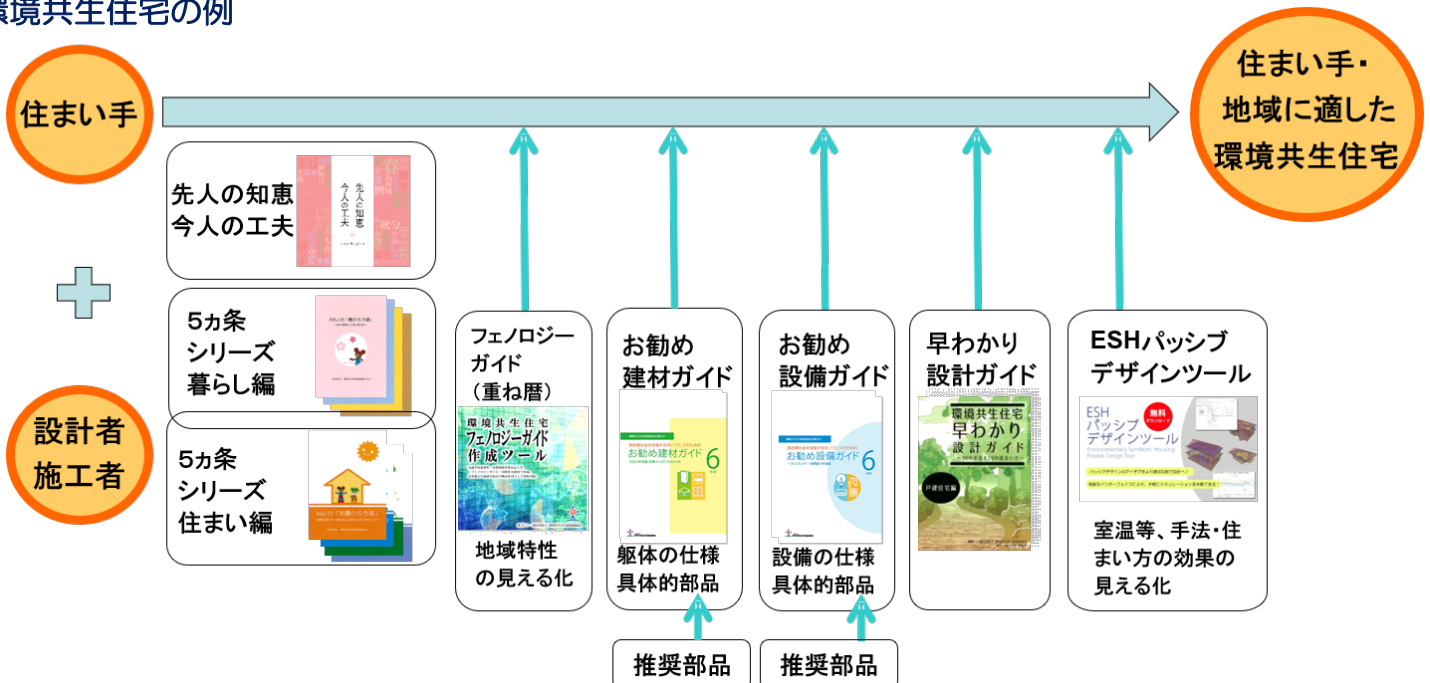 環境共生住宅の例
住まい手
住まい手・
地域に適した
環境共生住宅
先人の知恵
今人の工夫
先人の知恵
今人の工夫
5ヵ条
シリーズ
暮らし編
設計者
施工者
5ヵ条
シリーズ
住まい編
フェノロジー
ガイド
(重ね暦)
環境共生住宅
フェノロジーガイド
作成ツール
地域特性
の見える化
お勧め
建材ガイド
お勧め建材ガイド 6
躯体の仕様
具体的部品
推奨部品
お勧め
設備ガイド
お勧め設備ガイド 6
設備の仕様
具体的部品
推奨部品
早わかり
設計ガイド
環境共生住宅
早わかり
設計ガイド
戸建住宅編
ESHパッシブ
デザインツール
ESH
パッシブ
デザインツール
Environmentally Symbiotic Housing
Passive Design Tool
無料
ダウンロード
室温等、手法・住
まい方の効果の
見える化